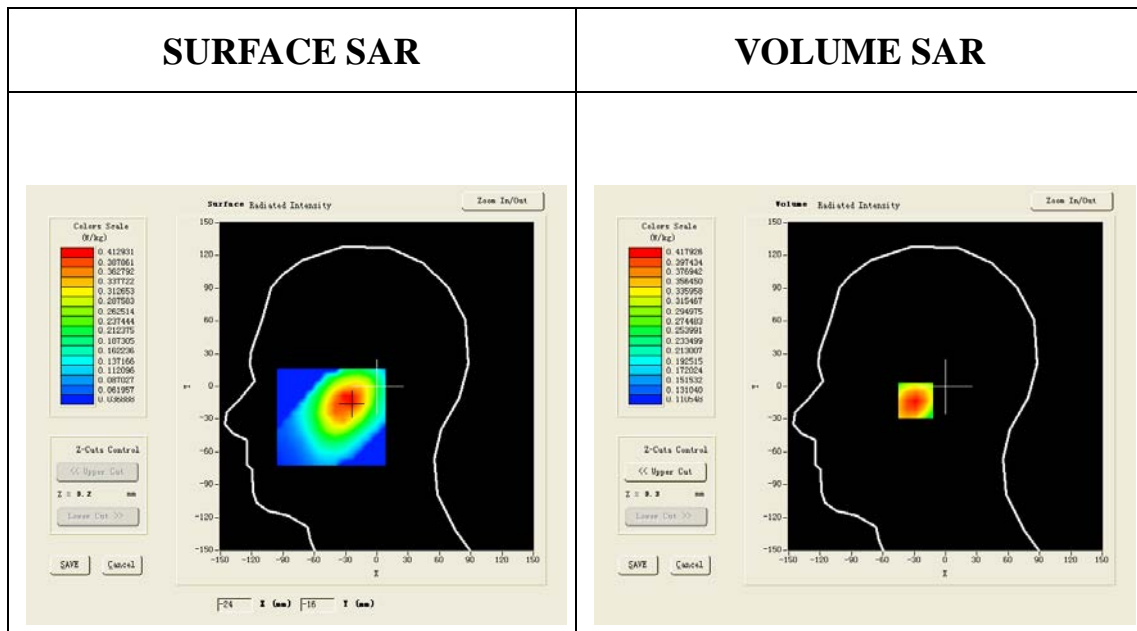 SURFACE SAR
VOLUME SAR
Surface Radiated Intensity
Zoom In/Out
Colors Scale
(W/kg)
0.412931
0.387861
0.362792
0.337722
0.312653
0.287583
0.262514
0.237444
0.212375
0.187305
0.162236
0.137166
0.112096
0.087027
0.061957
0.036888
150
120
90
60
30
0
-30
-60
-90
-120
-150
-150 -120 -90 -60 -30 0 30 60 90 120 150
X
Z-Cuts Control
<< Upper Cut
Lower Cut >>
SAVE
Cancel
-24 X (mm) -16 Y (mm)
Volume Radiated Intensity
Zoom In/Out
Colors Scale
(W/kg)
0.417926
0.397434
0.376942
0.356450
0.335958
0.315467
0.294975
0.274483
0.253991
0.233499
0.213007
0.192515
0.172024
0.151532
0.131040
0.110548
150
120
90
60
30
0
-30
-60
-90
-120
-150
-150 -120 -90 -60 -30 0 30 60 90 120 150
X
Z-Cuts Control
<< Upper Cut
Lower Cut >>
SAVE
Cancel